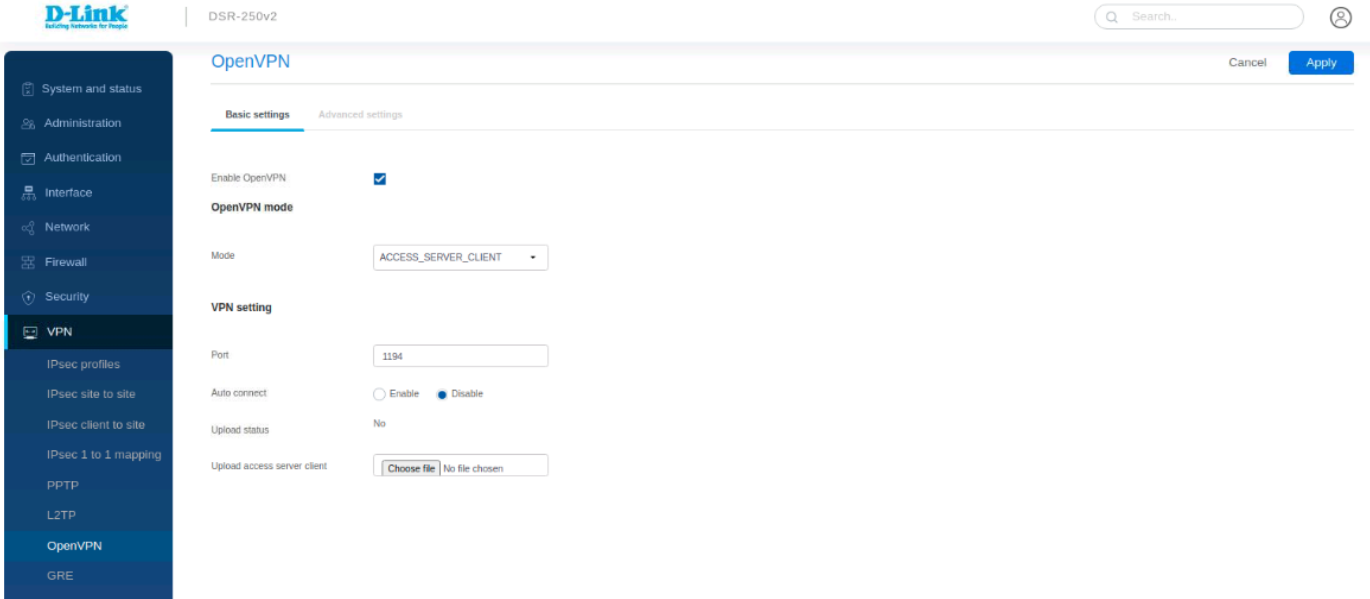 D-Link
Building Networks for People
DSR-250v2
Search..
System and status
Administration
Authentication
Interface
Network
Firewall
Security
VPN
IPsec profiles
IPsec site to site
IPsec client to site
IPsec 1 to 1 mapping
PPTP
L2TP
OpenVPN
GRE
OpenVPN
Cancel
Apply
Basic settings
Advanced settings
Enable OpenVPN
OpenVPN mode
Mode
ACCESS_SERVER_CLIENT
VPN setting
Port
1194
Auto connect
Enable
Disable
Upload status
No
Upload access server client
Choose file
No file chosen